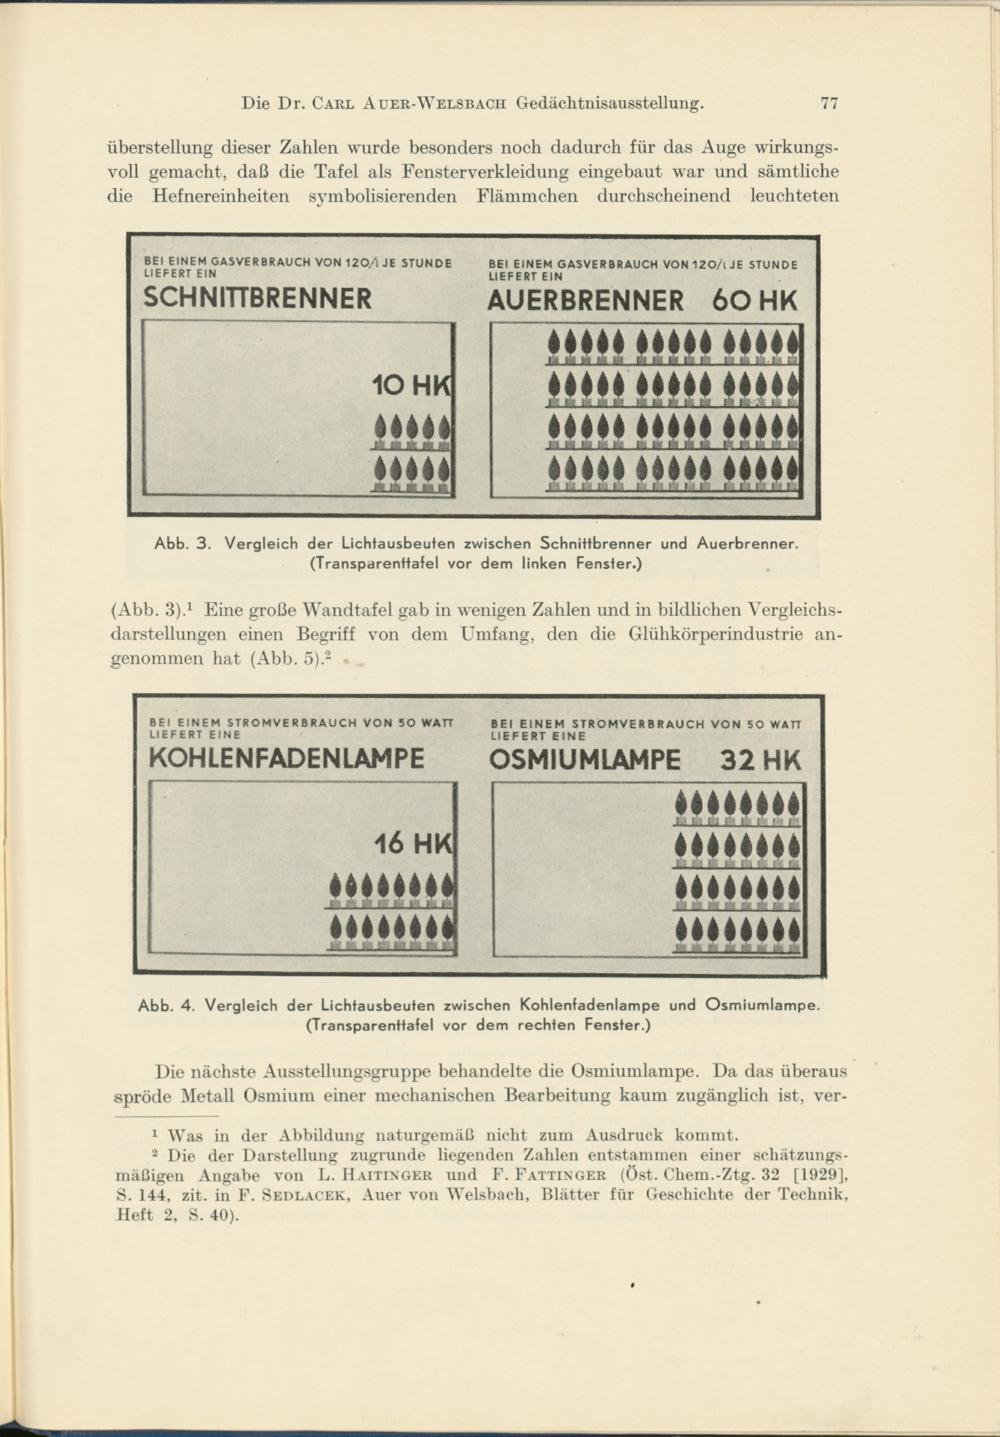 Die Dr. CARL AUER-WELSBACH Gedächtnisausstellung. 77
überstellung dieser Zahlen wurde besonders noch dadurch für das Auge wirkungs-
voll gemacht, daß die Tafel als Fensterverkleidung eingebaut war und sämtliche
die Hefnereinheiten symbolisierenden Flämmchen durchscheinend leuchteten
BEI EINEM GASVERBRAUCH VON 120/l JE STUNDE
LIEFERT EIN
SCHNITTBRENNER
10 HK
BEI EINEM GASVERBRAUCH VON 120/l JE STUNDE
LIEFERT EIN
AUERBRENNER 60 HK
Abb. 3. Vergleich der Lichtausbeuten zwischen Schnittbrenner und Auerbrenner.
(Transparenttafel vor dem linken Fenster.)
(Abb. 3).¹ Eine große Wandtafel gab in wenigen Zahlen und in bildlichen Vergleichs-
darstellungen einen Begriff von dem Umfang, den die Glühkörperindustrie an-
genommen hat (Abb. 5).²
BEI EINEM STROMVERBRAUCH VON 50 WATT
LIEFERT EINE
KOHLENFADENLAMPE
16 HK
BEI EINEM STROMVERBRAUCH VON 50 WATT
LIEFERT EINE
OSMIUMLAMPE 32 HK
Abb. 4. Vergleich der Lichtausbeuten zwischen Kohlenfadenlampe und Osmiumlampe.
(Transparenttafel vor dem rechten Fenster.)
Die nächste Ausstellungsgruppe behandelte die Osmiumlampe. Da das überaus
spröde Metall Osmium einer mechanischen Bearbeitung kaum zugänglich ist, ver-
¹ Was in der Abbildung naturgemäß nicht zum Ausdruck kommt.
² Die der Darstellung zugrunde liegenden Zahlen entstammen einer schätzungs-
mäßigen Angabe von L. HAITINGER und F. FATTINGER (Öst. Chem.-Ztg. 32 [1929],
S. 144, zit. in F. SEDLACEK, Auer von Welsbach, Blätter für Geschichte der Technik,
Heft 2, S. 40).